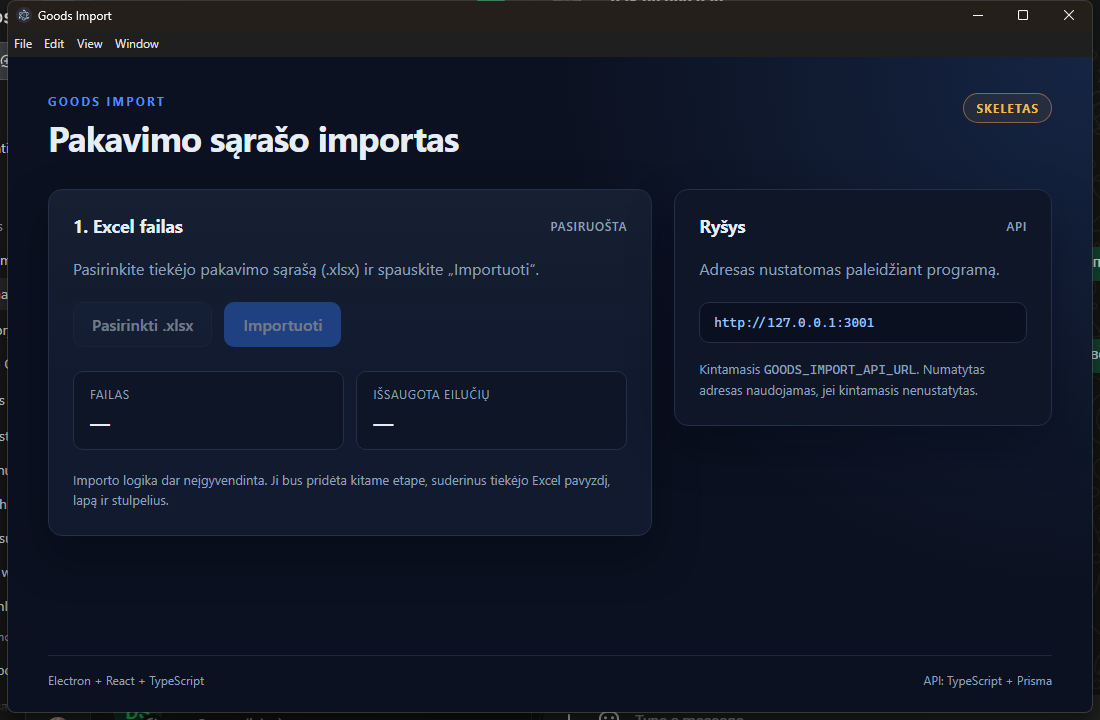 Goods Import
File Edit View Window
GOODS IMPORT
SKELETAS
Pakavimo sąrašo importas
1. Excel failas
PASIRUOŠTA
Pasirinkite tiekėjo pakavimo sąrašą (.xlsx) ir spauskite „Importuoti“.
Pasirinkti .xlsx
Importuoti
FAILAS
—
IŠSAUGOTA EILUČIŲ
—
Importo logika dar neįgyvendinta. Ji bus pridėta kitame etape, suderinus tiekėjo Excel pavyzdį,
lapą ir stulpelius.
Ryšys
API
Adresas nustatomas paleidžiant programą.
http://127.0.0.1:3001
Kintamasis GOODS_IMPORT_API_URL. Numatytas
adresas naudojamas, jei kintamasis nenustatytas.
Electron + React + TypeScript
API: TypeScript + Prisma